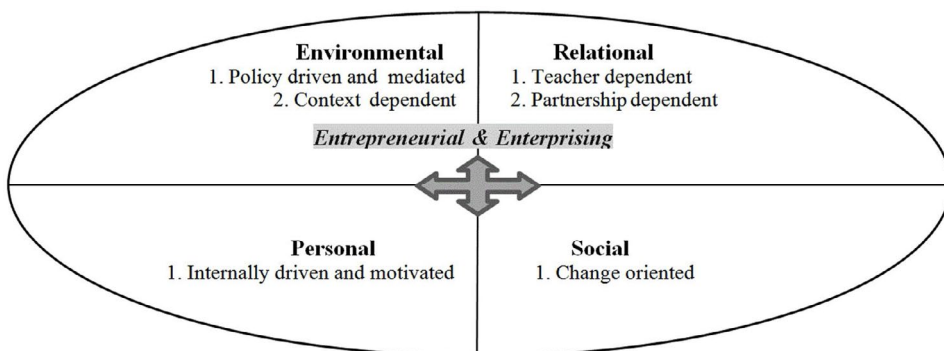 Environmental
1. Policy driven and mediated
2. Context dependent
Relational
1. Teacher dependent
2. Partnership dependent
Entrepreneurial & Enterprising
Personal
1. Internally driven and motivated
Social
1. Change oriented